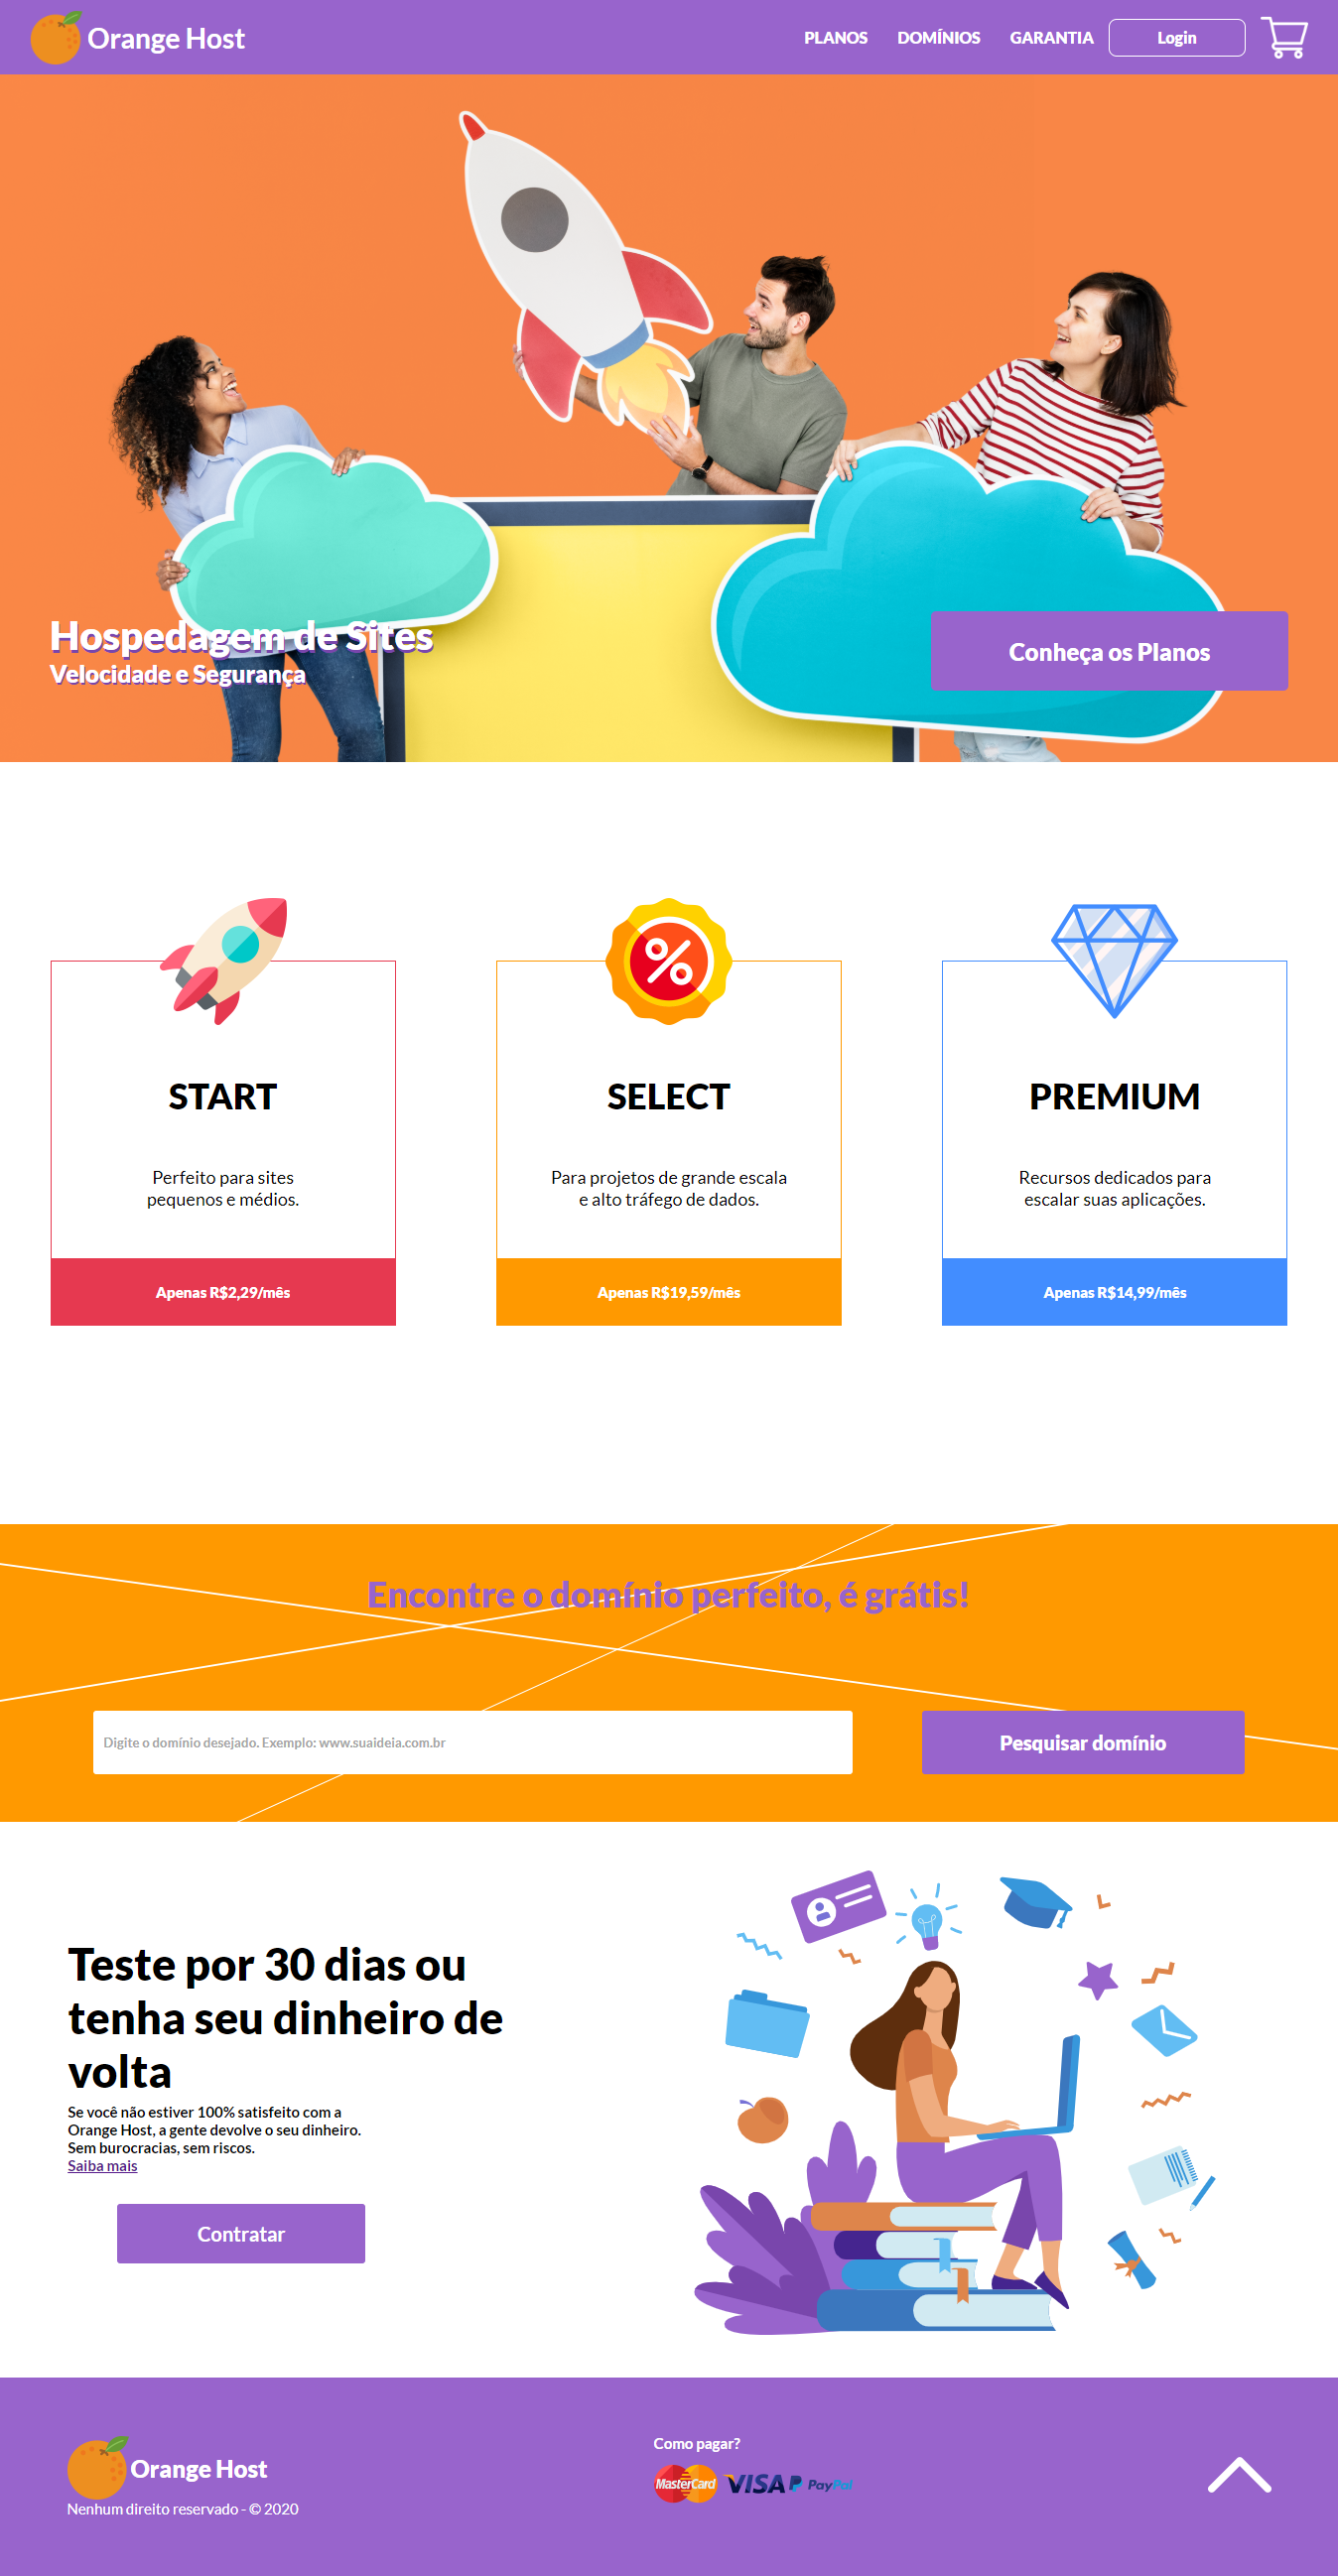 Orange Host
PLANOS
DOMÍNIOS
GARANTIA
Login
Hospedagem de Sites
Velocidade e Segurança
Conheça os Planos
START
Perfeito para sites
pequenos e médios.
Apenas R$2,29/mês
SELECT
Para projetos de grande escala
e alto tráfego de dados.
Apenas R$19,59/mês
PREMIUM
Recursos dedicados para
escalar suas aplicações.
Apenas R$14,99/mês
Encontre o domínio perfeito, é grátis!
Digite o domínio desejado. Exemplo: www.suaideia.com.br
Pesquisar domínio
Teste por 30 dias ou
tenha seu dinheiro de
volta
Se você não estiver 100% satisfeito com a
Orange Host, a gente devolve o seu dinheiro.
Sem burocracias, sem riscos.
Saiba mais
Contratar
Orange Host
Nenhum direito reservado - © 2020
Como pagar?
MasterCard
VISA
PayPal